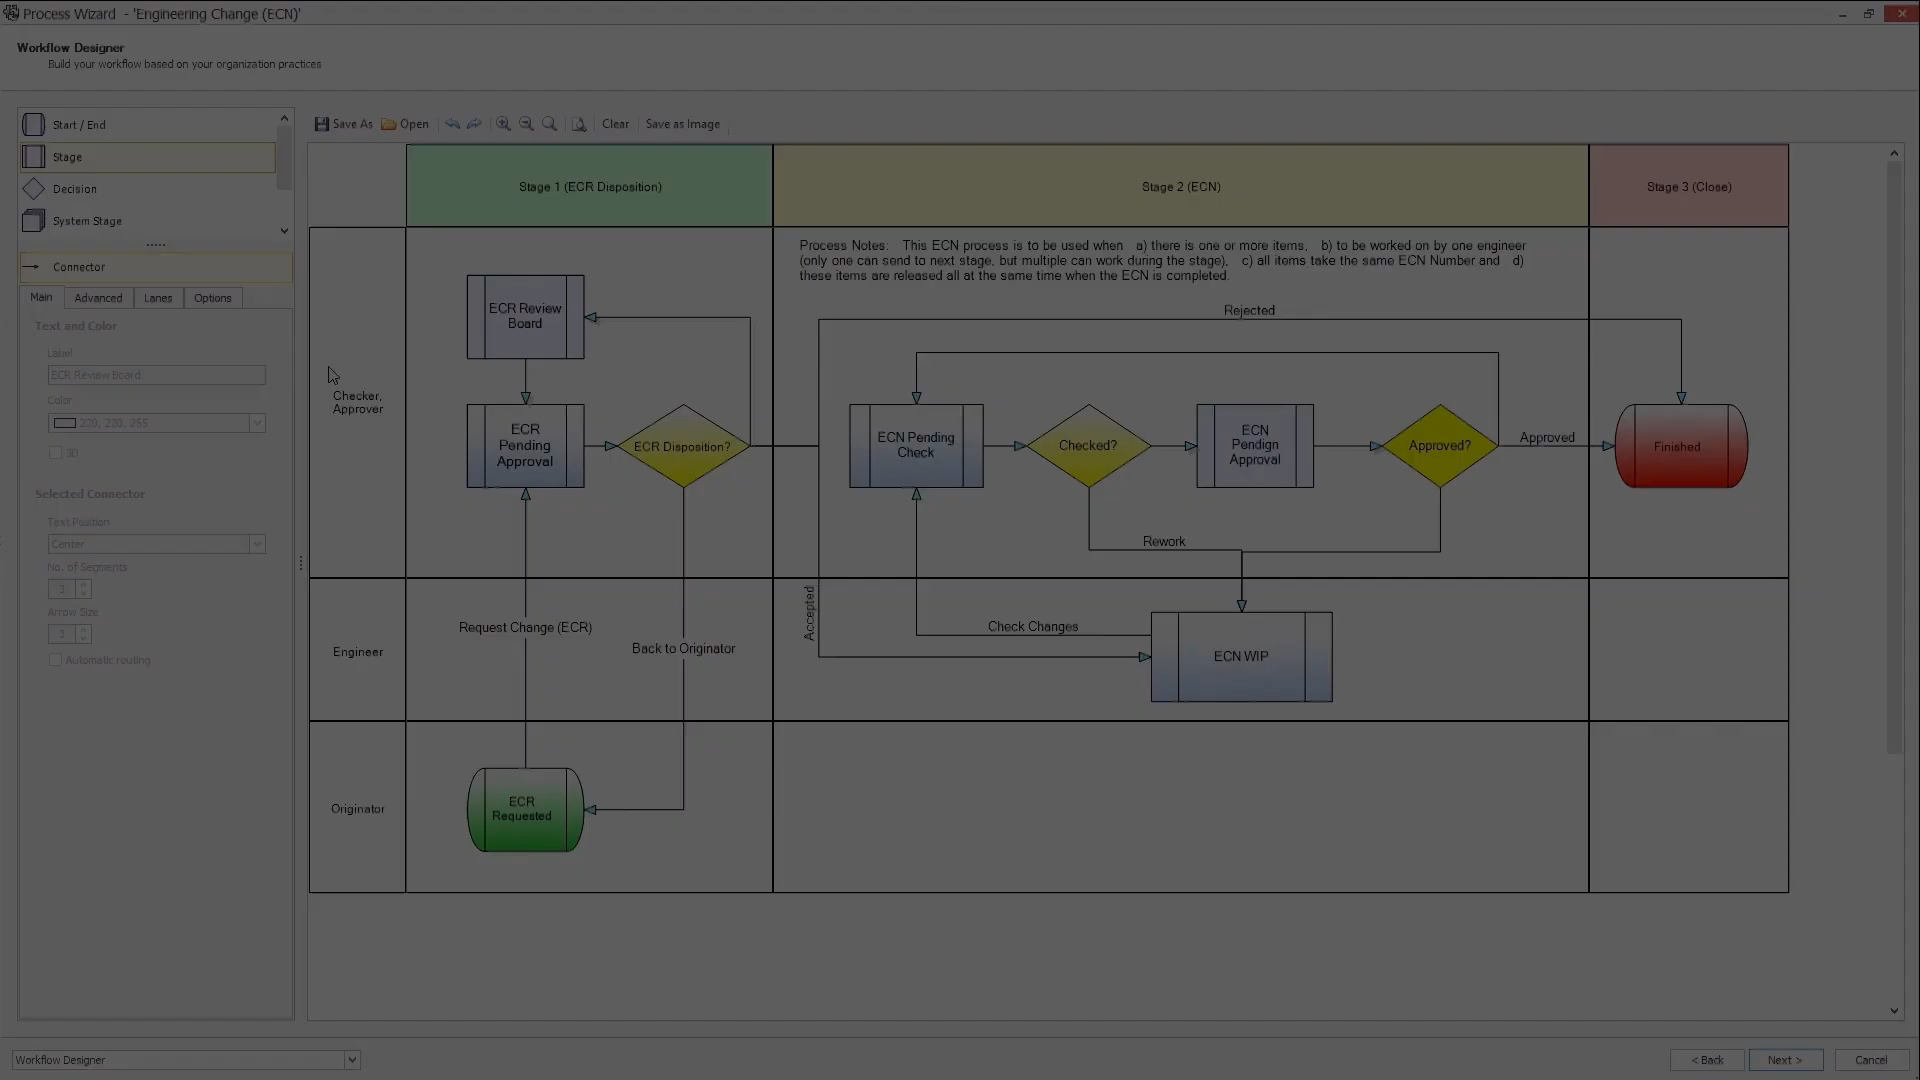 Process Wizard - 'Engineering Change (ECN)'
Workflow Designer
Build your workflow based on your organization practices
Start / End
Stage
Decision
System Stage
Connector
Main
Advanced
Lanes
Options
Text and Color
Label
ECR Review Board
Color
220, 220, 255
3D
Selected Connector
Text Position
Center
No. of Segments
3
Arrow Size
3
Automatic routing
Save As
Open
Clear
Save as Image
Stage 1 (ECR Disposition)
Stage 2 (ECN)
Stage 3 (Close)
Process Notes: This ECN process is to be used when a) there is one or more items, b) to be worked on by one engineer
(only one can send to next stage, but multiple can work during the stage), c) all items take the same ECN Number and d)
these items are released all at the same time when the ECN is completed.
Rejected
ECR Review
Board
Checker,
Approver
ECR
Pending
Approval
ECR Disposition?
ECN Pending
Check
Checked?
ECN
Pendign
Approval
Approved?
Approved
Finished
Rework
Accepted
Request Change (ECR)
Back to Originator
Check Changes
Engineer
ECN WIP
Originator
ECR
Requested
Workflow Designer
< Back
Next >
Cancel